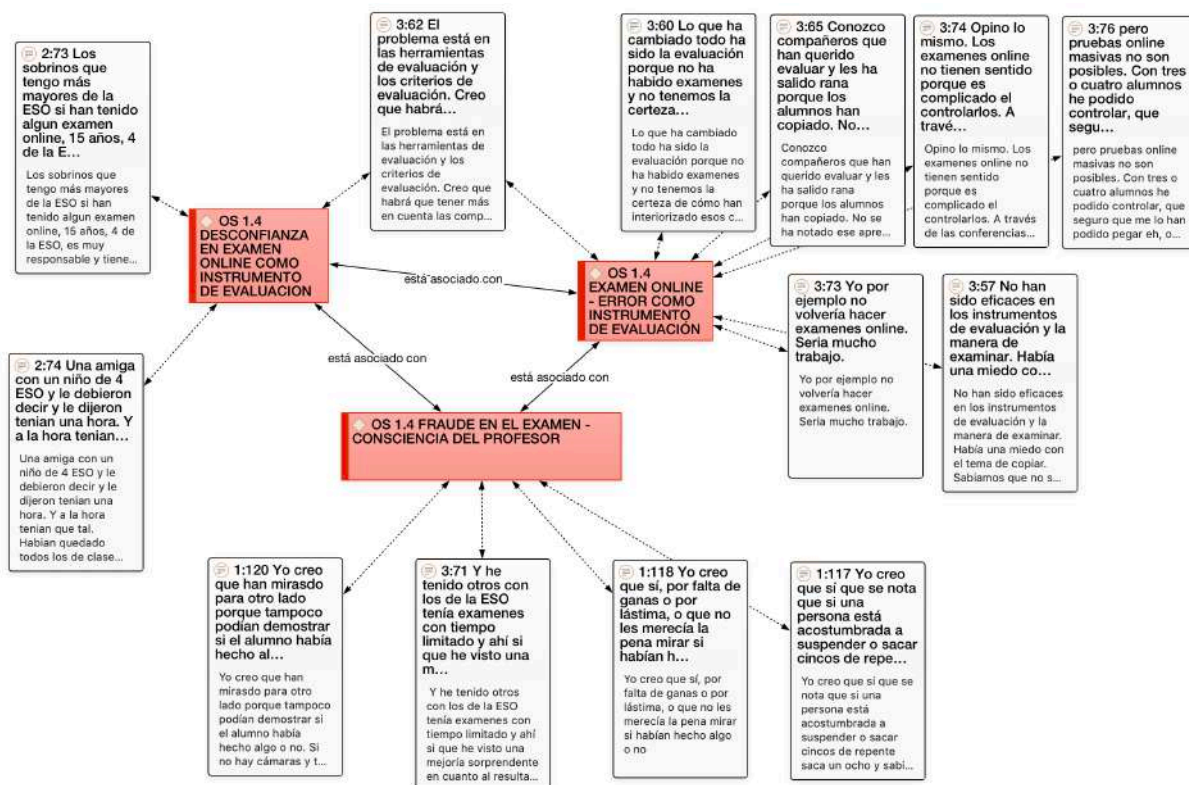 2:73 Los
sobrinos que
tengo más
mayores de la
ESO si han tenido
algun examen
online, 15 años, 4
de la E...
Los sobrinos que
tengo más mayores
de la ESO si han
tenido algun examen
online, 15 años, 4 de
la ESO, es muy
responsable y tiene...
3:62 El
problema está en
las herramientas
de evaluación y
los criterios de
evaluación. Creo
que habrá...
El problema está en
las herramientas de
evaluación y los
criterios de
evaluación. Creo que
habrá que tener más
en cuenta las comp...
3:60 Lo que ha
cambiado todo ha
sido la evaluación
porque no ha
habido examenes
y no tenemos la
certeza...
Lo que ha cambiado
todo ha sido la
evaluación porque no
ha habido examenes
y no tenemos la
certeza de cómo han
interiorizado esos c...
3:65 Conozco
compañeros que
han querido
evaluar y les ha
salido rana
porque los
alumnos han
copiado. No...
Conozco
compañeros que han
querido evaluar y les
ha salido rana
porque los alumnos
han copiado. No se
ha notado ese apre...
3:74 Opino lo
mismo. Los
examenes online
no tienen sentido
porque es
complicado el
controlarlos. A
travé...
Opino lo mismo. Los
examenes online no
tienen sentido
porque es
complicado el
controlarlos. A través
de las conferencias...
3:76 pero
pruebas online
masivas no son
posibles. Con tres
o cuatro alumnos
he podido
controlar, que
segu...
pero pruebas online
masivas no son
posibles. Con tres o
cuatro alumnos he
podido controlar, que
seguro que me lo han
podido pegar eh, o...
OS 1.4
DESCONFIANZA
EN EXAMEN
ONLINE COMO
INSTRUMENTO
DE EVALUACION
está asociado con
OS 1.4
EXAMEN ONLINE
- ERROR COMO
INSTRUMENTO
DE EVALUACIÓN
3:73 Yo por
ejemplo no
volvería hacer
examenes online.
Seria mucho
trabajo.
Yo por ejemplo no
volvería hacer
examenes online.
Seria mucho trabajo.
3:57 No han
sido eficaces en
los instrumentos
de evaluación y la
manera de
examinar. Había
una miedo co...
No han sido eficaces
en los instrumentos
de evaluación y la
manera de examinar.
Había una miedo con
el tema de copiar.
Sabiamos que no s...
2:74 Una amiga
con un niño de 4
ESO y le debieron
decir y le dijeron
tenian una hora. Y
a la hora tenian...
Una amiga con un
niño de 4 ESO y le
debieron decir y le
dijeron tenian una
hora. Y a la hora
tenian que tal.
Habian quedado
todos los de clase...
está asociado con
está asociado con
OS 1.4 FRAUDE EN EL EXAMEN -
CONSCIENCIA DEL PROFESOR
1:120 Yo creo
que han mirasdo
para otro lado
porque tampoco
podían demostrar
si el alumno había
hecho al...
Yo creo que han
mirasdo para otro
lado porque tampoco
podían demostrar si
el alumno había
hecho algo o no. Si
no hay cámaras y t...
3:71 Y he
tenido otros con
los de la ESO
tenía examenes
con tiempo
limitado y ahí si
que he visto una
m...
Y he tenido otros
con los de la ESO
tenía examenes con
tiempo limitado y ahí
si que he visto una
mejoría sorprendente
en cuanto al resulta...
1:118 Yo creo
que sí, por falta de
ganas o por
lástima, o que no
les merecía la
pena mirar si
habían h...
Yo creo que sí, por
falta de ganas o por
lástima, o que no les
merecía la pena mirar
si habían hecho algo
o no
1:117 Yo creo
que sí que se nota
que si una
persona está
acostumbrada a
suspender o sacar
cincos de repe...
Yo creo que sí que se
nota que si una
persona está
acostumbrada a
suspender o sacar
cincos de repente
saca un ocho y sabi...